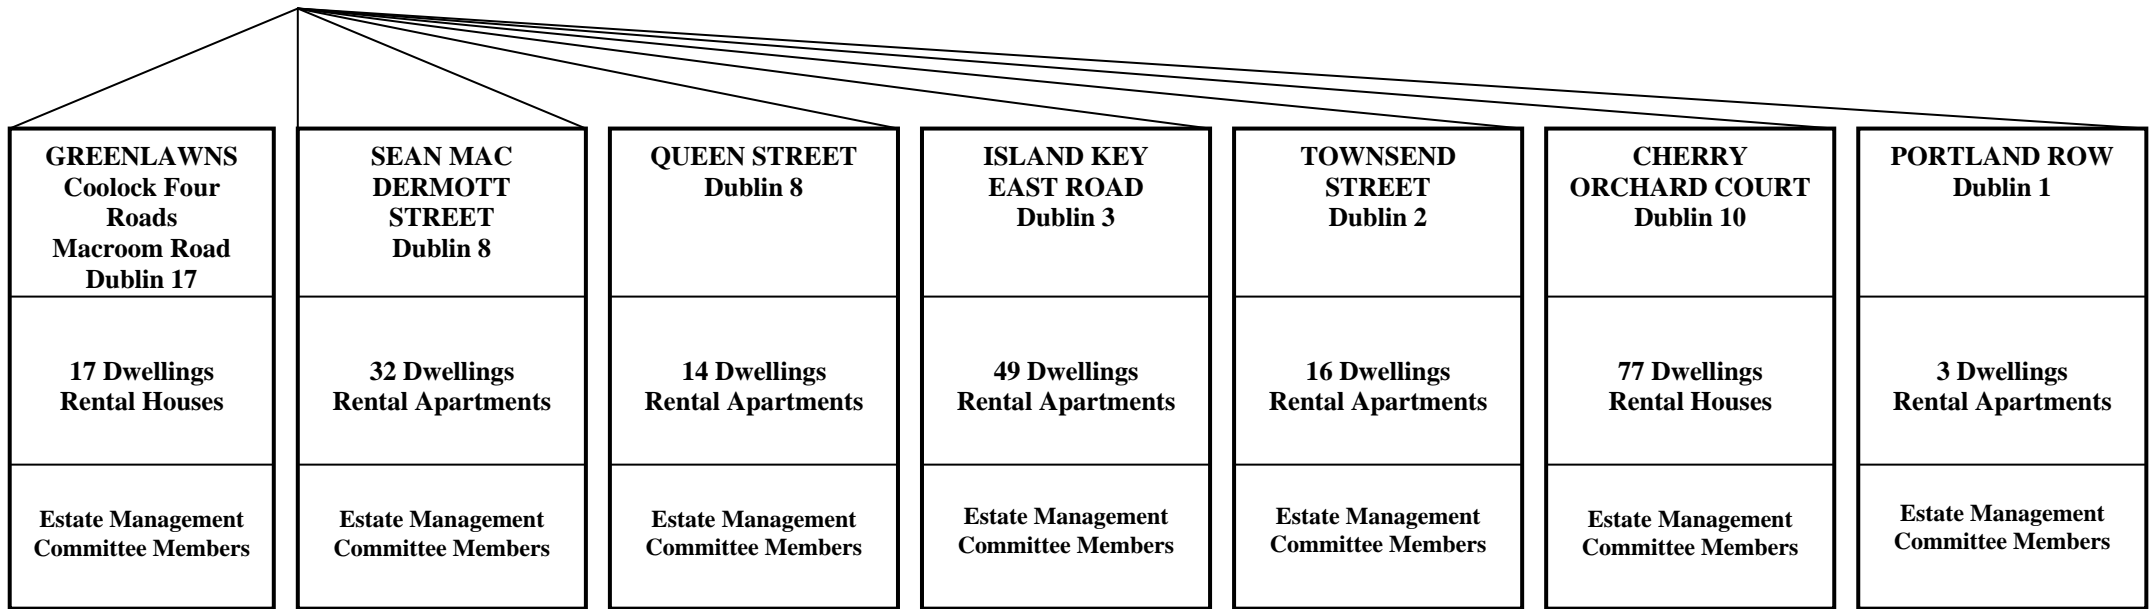 GREENLAWNS
Coolock Four
Roads
Macroom Road
Dublin 17
17 Dwellings
Rental Houses
Estate Management
Committee Members
SEAN MAC
DERMOTT
STREET
Dublin 8
32 Dwellings
Rental Apartments
Estate Management
Committee Members
QUEEN STREET
Dublin 8
14 Dwellings
Rental Apartments
Estate Management
Committee Members
ISLAND KEY
EAST ROAD
Dublin 3
49 Dwellings
Rental Apartments
Estate Management
Committee Members
TOWNSEND
STREET
Dublin 2
16 Dwellings
Rental Apartments
Estate Management
Committee Members
CHERRY
ORCHARD COURT
Dublin 10
77 Dwellings
Rental Houses
Estate Management
Committee Members
PORTLAND ROW
Dublin 1
3 Dwellings
Rental Apartments
Estate Management
Committee Members